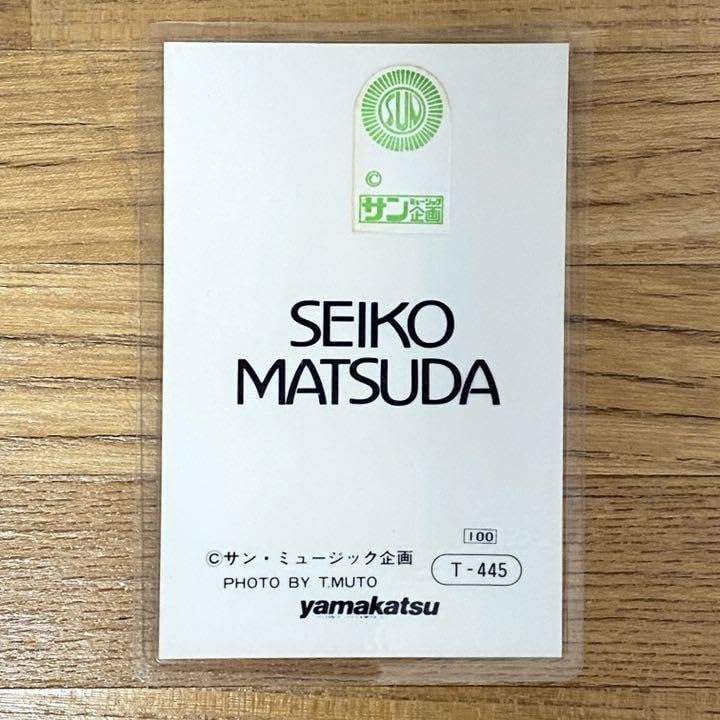 SUN
©
サンミュージック企画
SEIKO
MATSUDA
100
©サン・ミュージック企画
T-445
PHOTO BY T.MUTO
yamakatsu